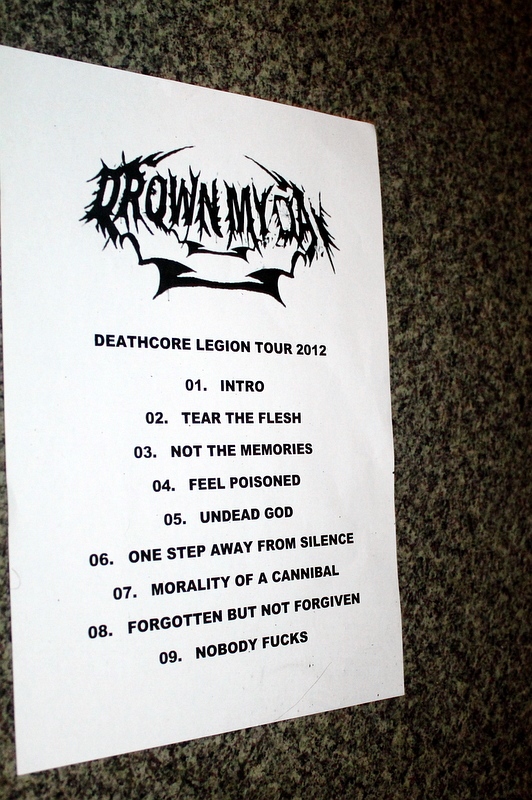 DROWN MY DAY
DEATHCORE LEGION TOUR 2012
01. INTRO
02. TEAR THE FLESH
03. NOT THE MEMORIES
04. FEEL POISONED
05. UNDEAD GOD
06. ONE STEP AWAY FROM SILENCE
07. MORALITY OF A CANNIBAL
08. FORGOTTEN BUT NOT FORGIVEN
09. NOBODY FUCKS